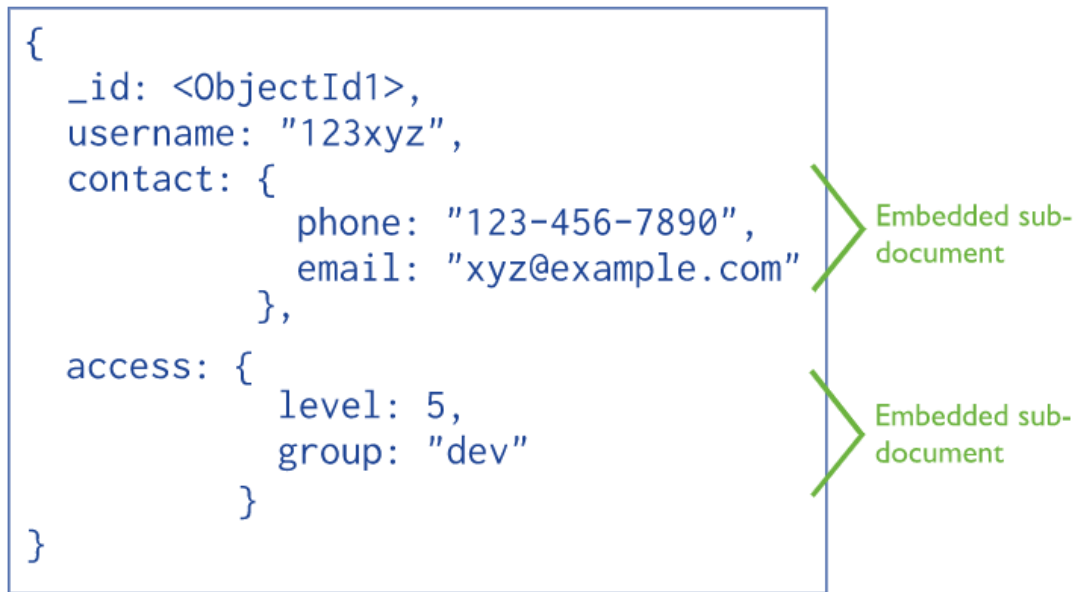 {
_id: <ObjectId1>,
username: "123xyz",
contact: {
phone: "123-456-7890",
email: "xyz@example.com"
},
access: {
level: 5,
group: "dev"
}
}
Embedded sub-
document
Embedded sub-
document